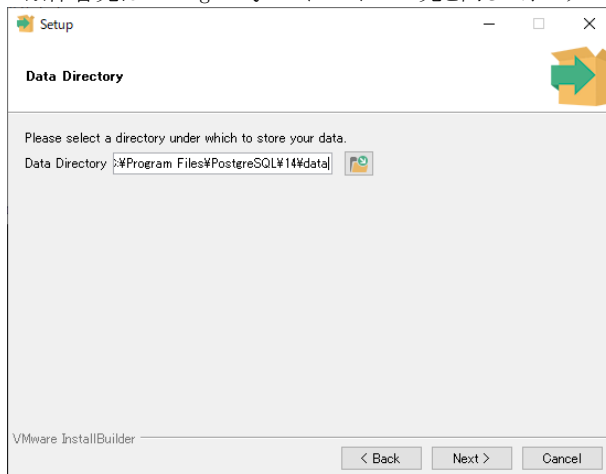 Setup
Data Directory
Please select a directory under which to store your data.
Data Directory :¥Program Files¥PostgreSQL¥14¥data
VMware InstallBuilder
< Back Next > Cancel